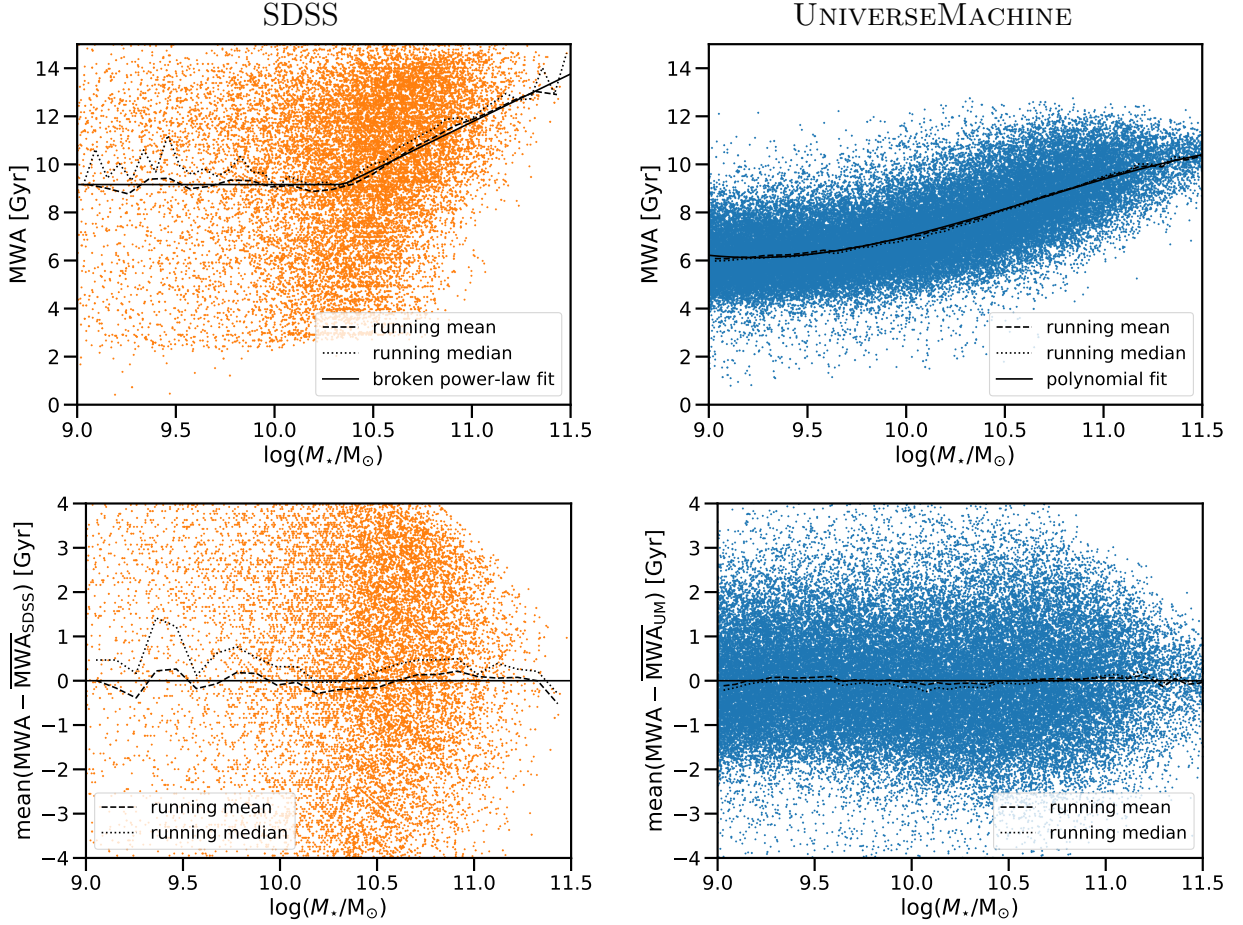 SDSS
UNIVERSEMACHINE
MWA [Gyr]
14
12
10
8
6
4
2
0
running mean
running median
broken power-law fit
9.0 9.5 10.0 10.5 11.0 11.5
log(M⋆/M⊙)
MWA [Gyr]
14
12
10
8
6
4
2
0
running mean
running median
polynomial fit
9.0 9.5 10.0 10.5 11.0 11.5
log(M⋆/M⊙)
mean(MWA − M̅W̅A̅SDSS) [Gyr]
4
3
2
1
0
−1
−2
−3
−4
running mean
running median
9.0 9.5 10.0 10.5 11.0 11.5
log(M⋆/M⊙)
mean(MWA − M̅W̅A̅UM) [Gyr]
4
3
2
1
0
−1
−2
−3
−4
running mean
running median
9.0 9.5 10.0 10.5 11.0 11.5
log(M⋆/M⊙)